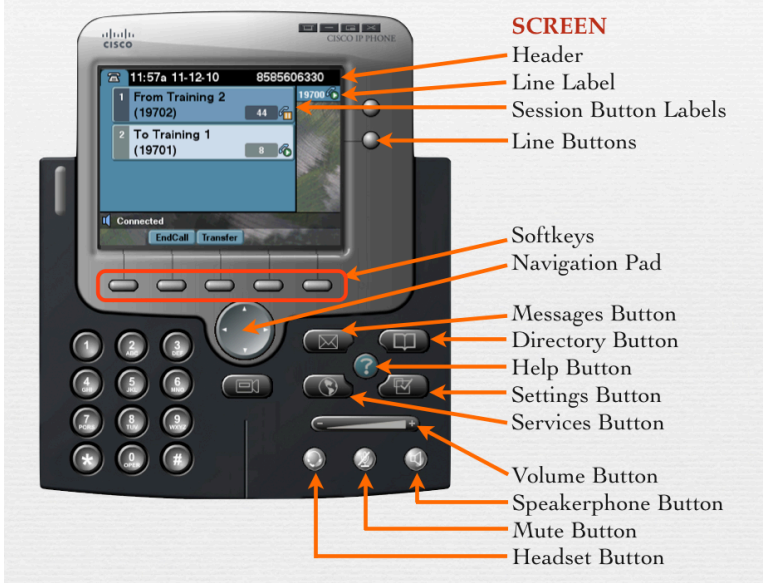 CISCO
CISCO IP PHONE
11:57a 11-12-10 8585606330
19700
1 From Training 2
(19702) 44
2 To Training 1
(19701) 8
Connected
EndCall Transfer
1
2 ABC
3 DEF
4 GHI
5 JKL
6 MNO
7 PQRS
8 TUV
9 WXYZ
*
0 OPER
#
?
- +
SCREEN
Header
Line Label
Session Button Labels
Line Buttons
Softkeys
Navigation Pad
Messages Button
Directory Button
Help Button
Settings Button
Services Button
Volume Button
Speakerphone Button
Mute Button
Headset Button